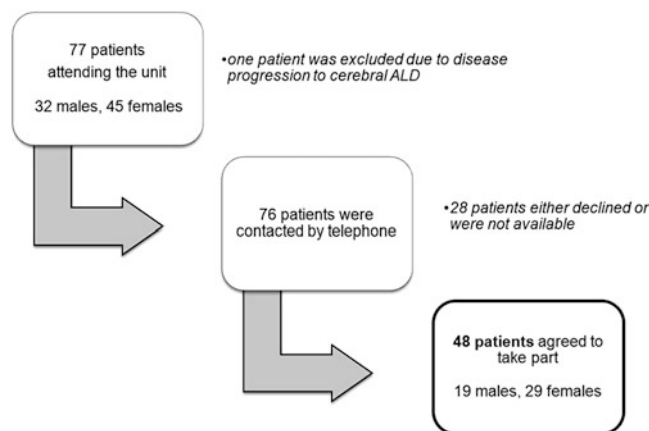 77 patients
attending the unit
32 males, 45 females
•one patient was excluded due to disease
progression to cerebral ALD
76 patients were
contacted by telephone
•28 patients either declined or
were not available
48 patients agreed to
take part
19 males, 29 females